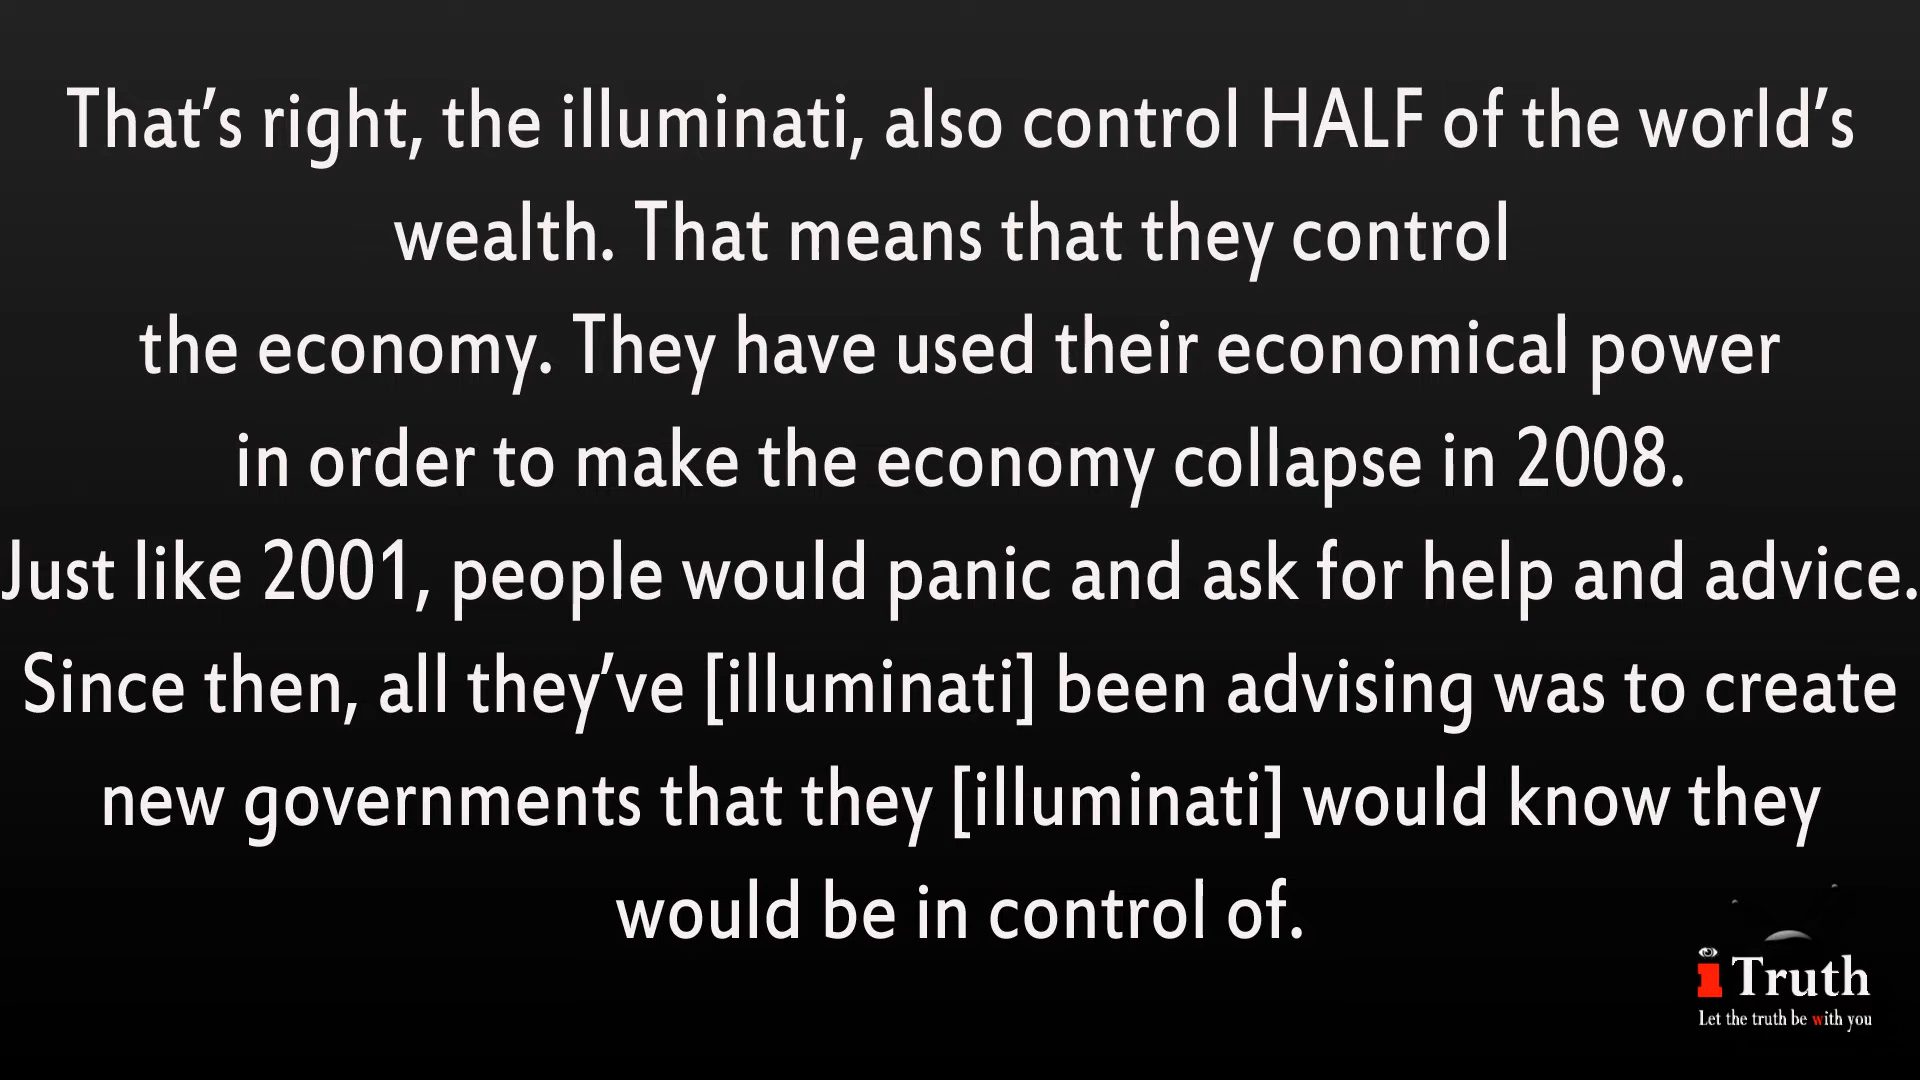 That's right, the illuminati, also control HALF of the world's
wealth. That means that they control
the economy. They have used their economical power
in order to make the economy collapse in 2008.
Just like 2001, people would panic and ask for help and advice.
Since then, all they've [illuminati] been advising was to create
new governments that they [illuminati] would know they
would be in control of.
i Truth
Let the truth be with you